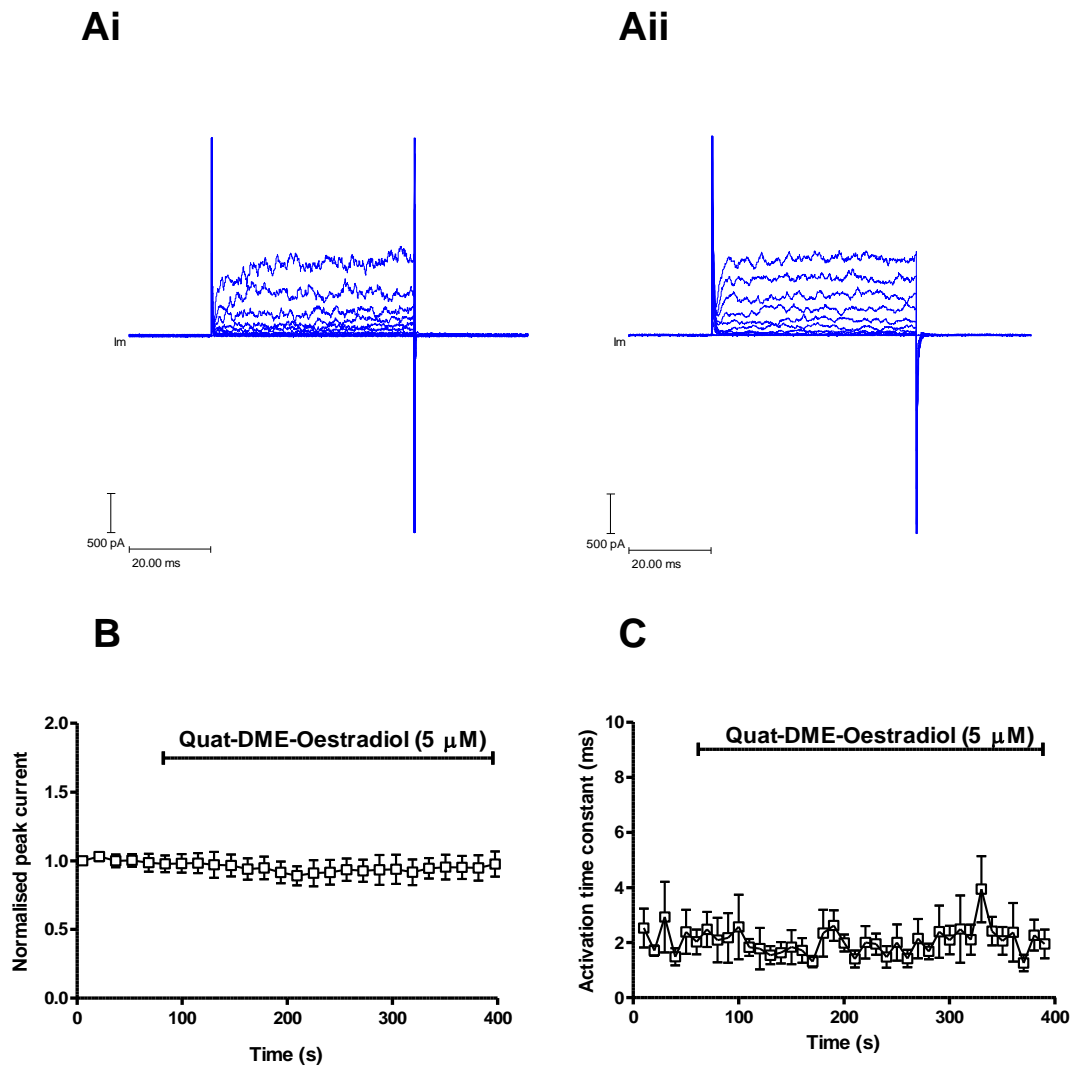 Ai
Aii
Im
500 pA
20.00 ms
Im
500 pA
20.00 ms
B
2.0
1.5
1.0
0.5
0.0
Normalised peak current
Quat-DME-Oestradiol (5 μM)
0 100 200 300 400
Time (s)
C
10
8
6
4
2
0
Activation time constant (ms)
Quat-DME-Oestradiol (5 μM)
0 100 200 300 400
Time (s)